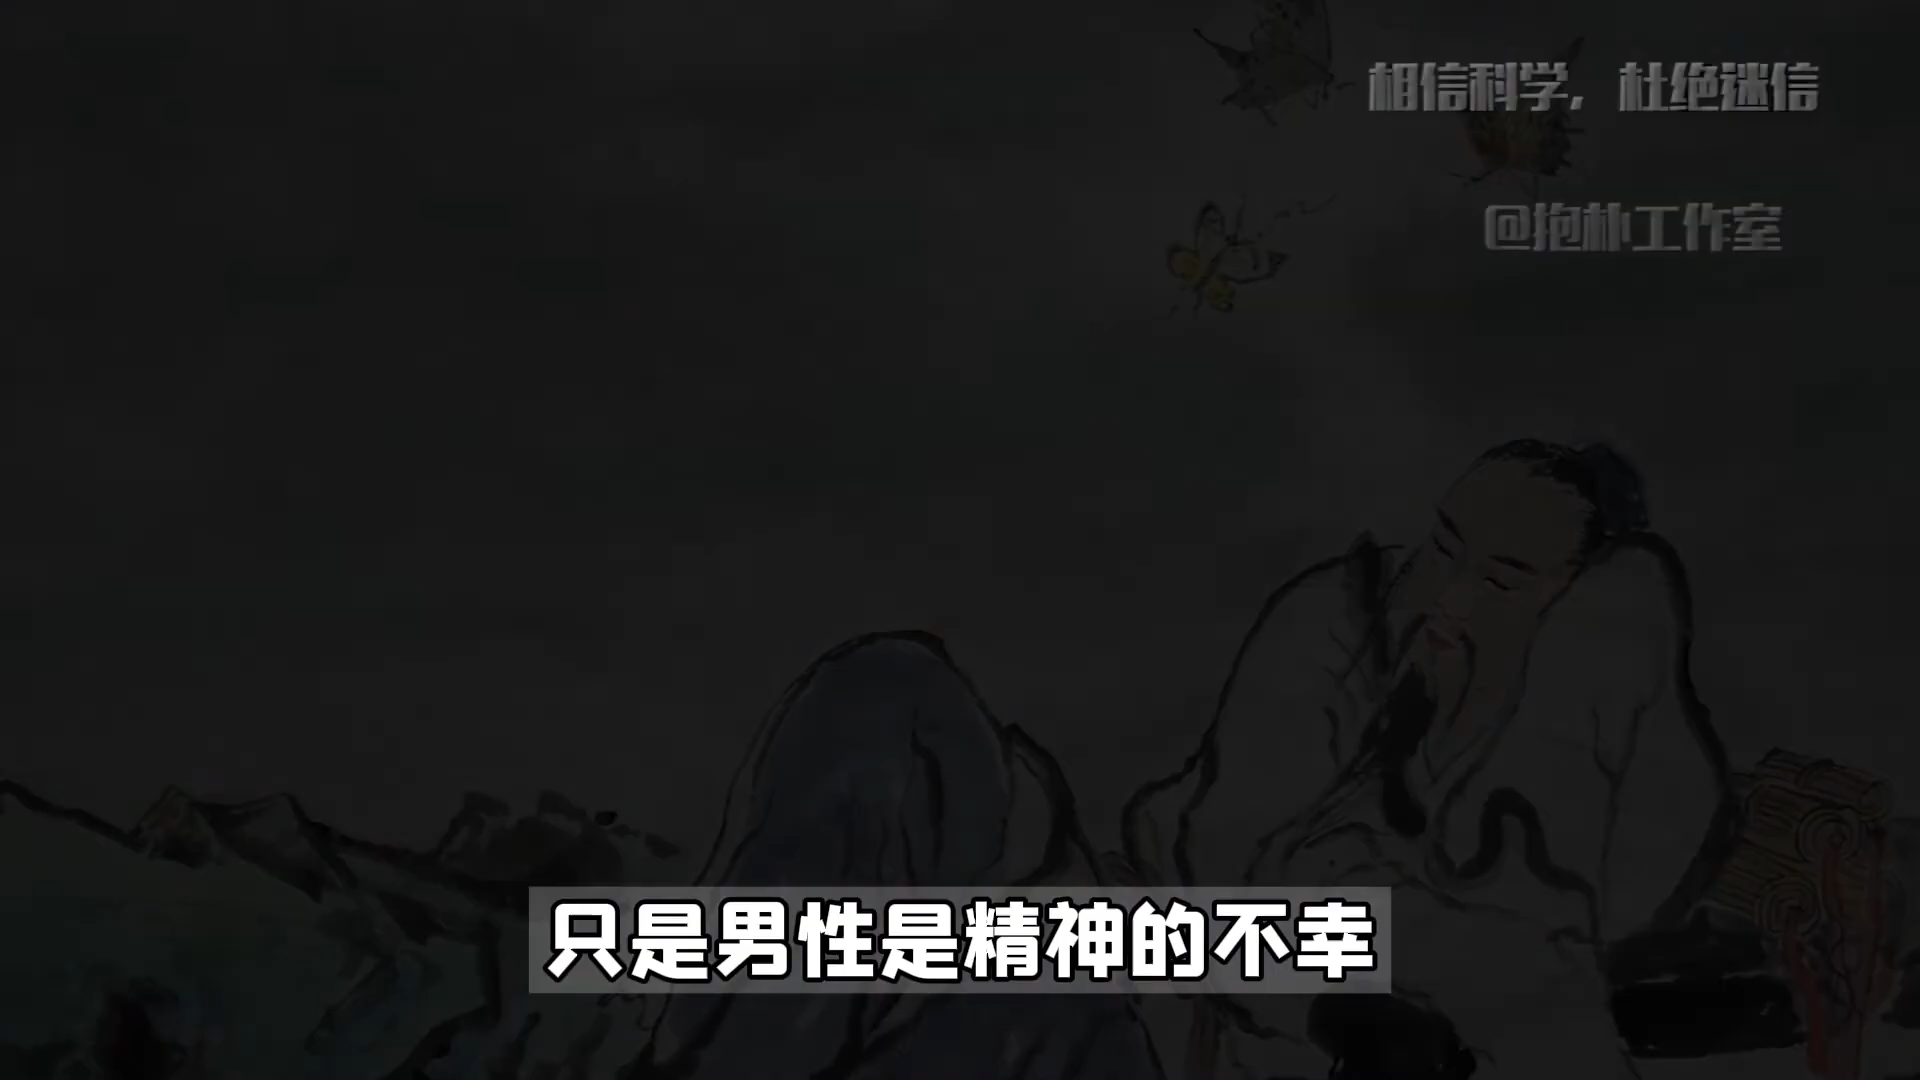 相信科学，杜绝迷信
@抱朴工作室
只是男性是精神的不幸